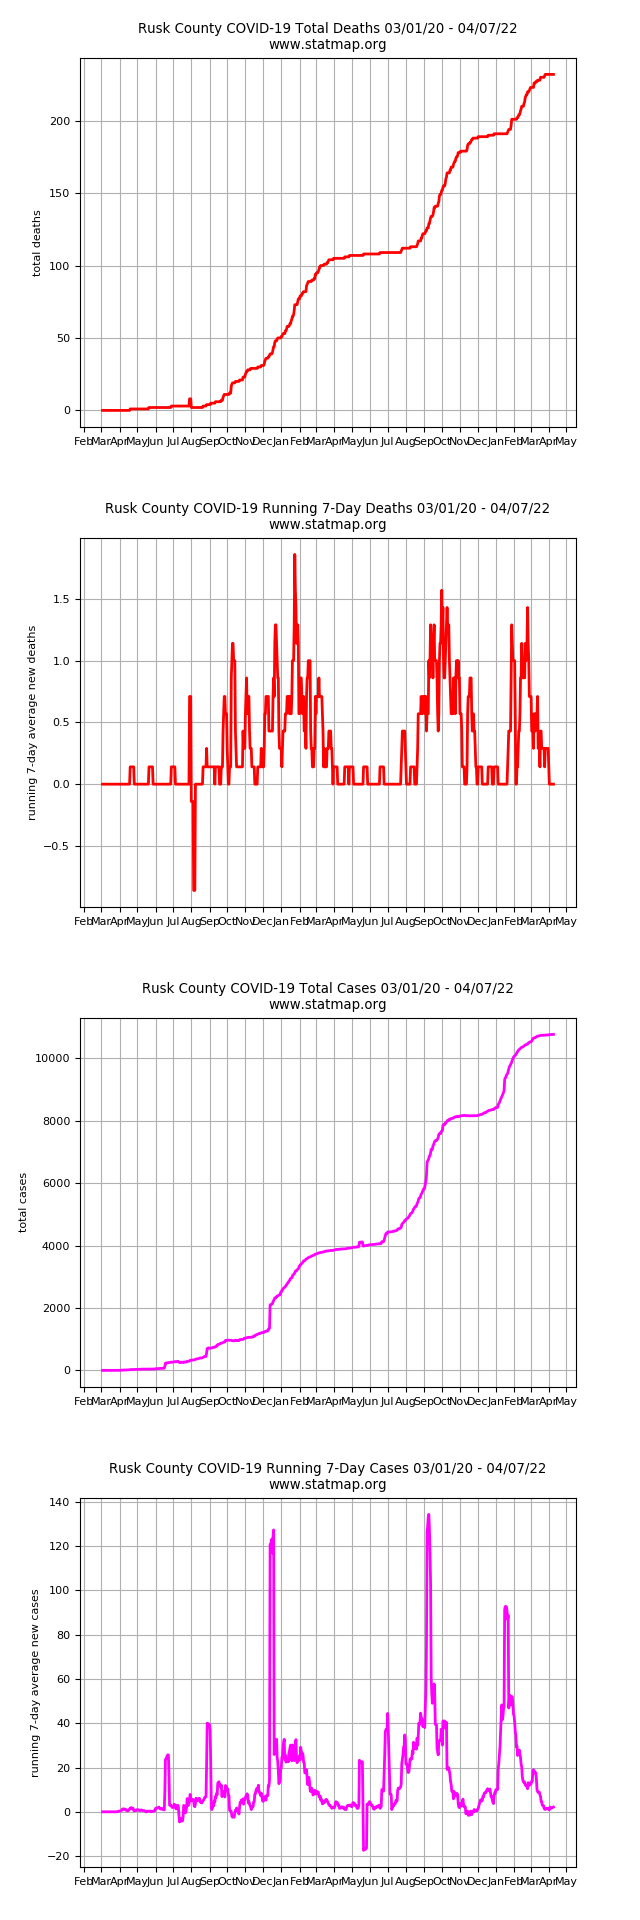 Rusk County COVID-19 Total Deaths 03/01/20 - 04/07/22
www.statmap.org
200
150
100
50
0
total deaths
Feb Mar Apr May Jun Jul Aug Sep Oct Nov Dec Jan Feb Mar Apr May Jun Jul Aug Sep Oct Nov Dec Jan Feb Mar Apr May
Rusk County COVID-19 Running 7-Day Deaths 03/01/20 - 04/07/22
www.statmap.org
1.5
1.0
0.5
0.0
−0.5
running 7-day average new deaths
Feb Mar Apr May Jun Jul Aug Sep Oct Nov Dec Jan Feb Mar Apr May Jun Jul Aug Sep Oct Nov Dec Jan Feb Mar Apr May
Rusk County COVID-19 Total Cases 03/01/20 - 04/07/22
www.statmap.org
10000
8000
6000
4000
2000
0
total cases
Feb Mar Apr May Jun Jul Aug Sep Oct Nov Dec Jan Feb Mar Apr May Jun Jul Aug Sep Oct Nov Dec Jan Feb Mar Apr May
Rusk County COVID-19 Running 7-Day Cases 03/01/20 - 04/07/22
www.statmap.org
140
120
100
80
60
40
20
0
−20
running 7-day average new cases
Feb Mar Apr May Jun Jul Aug Sep Oct Nov Dec Jan Feb Mar Apr May Jun Jul Aug Sep Oct Nov Dec Jan Feb Mar Apr May